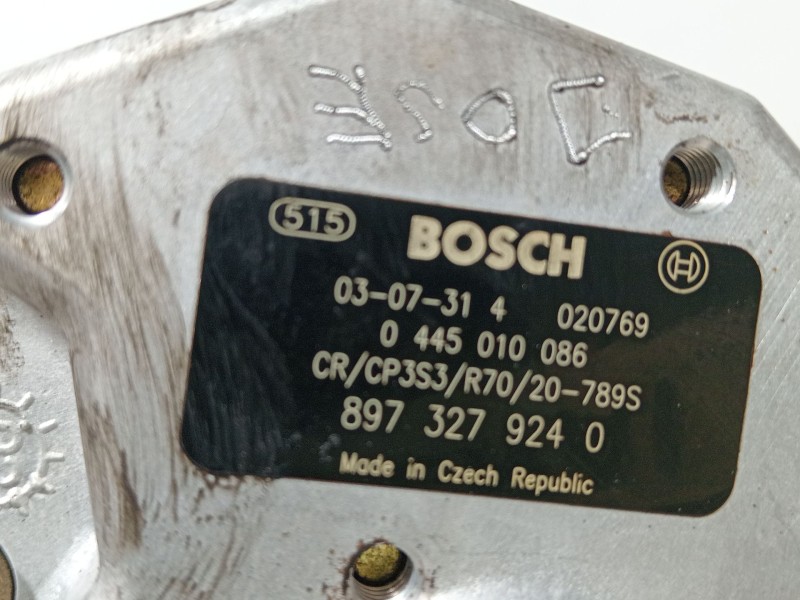 515 BOSCH
03-07-31 4 020769
0 445 010 086
CR/CP3S3/R70/20-789S
897 327 924 0
Made in Czech Republic